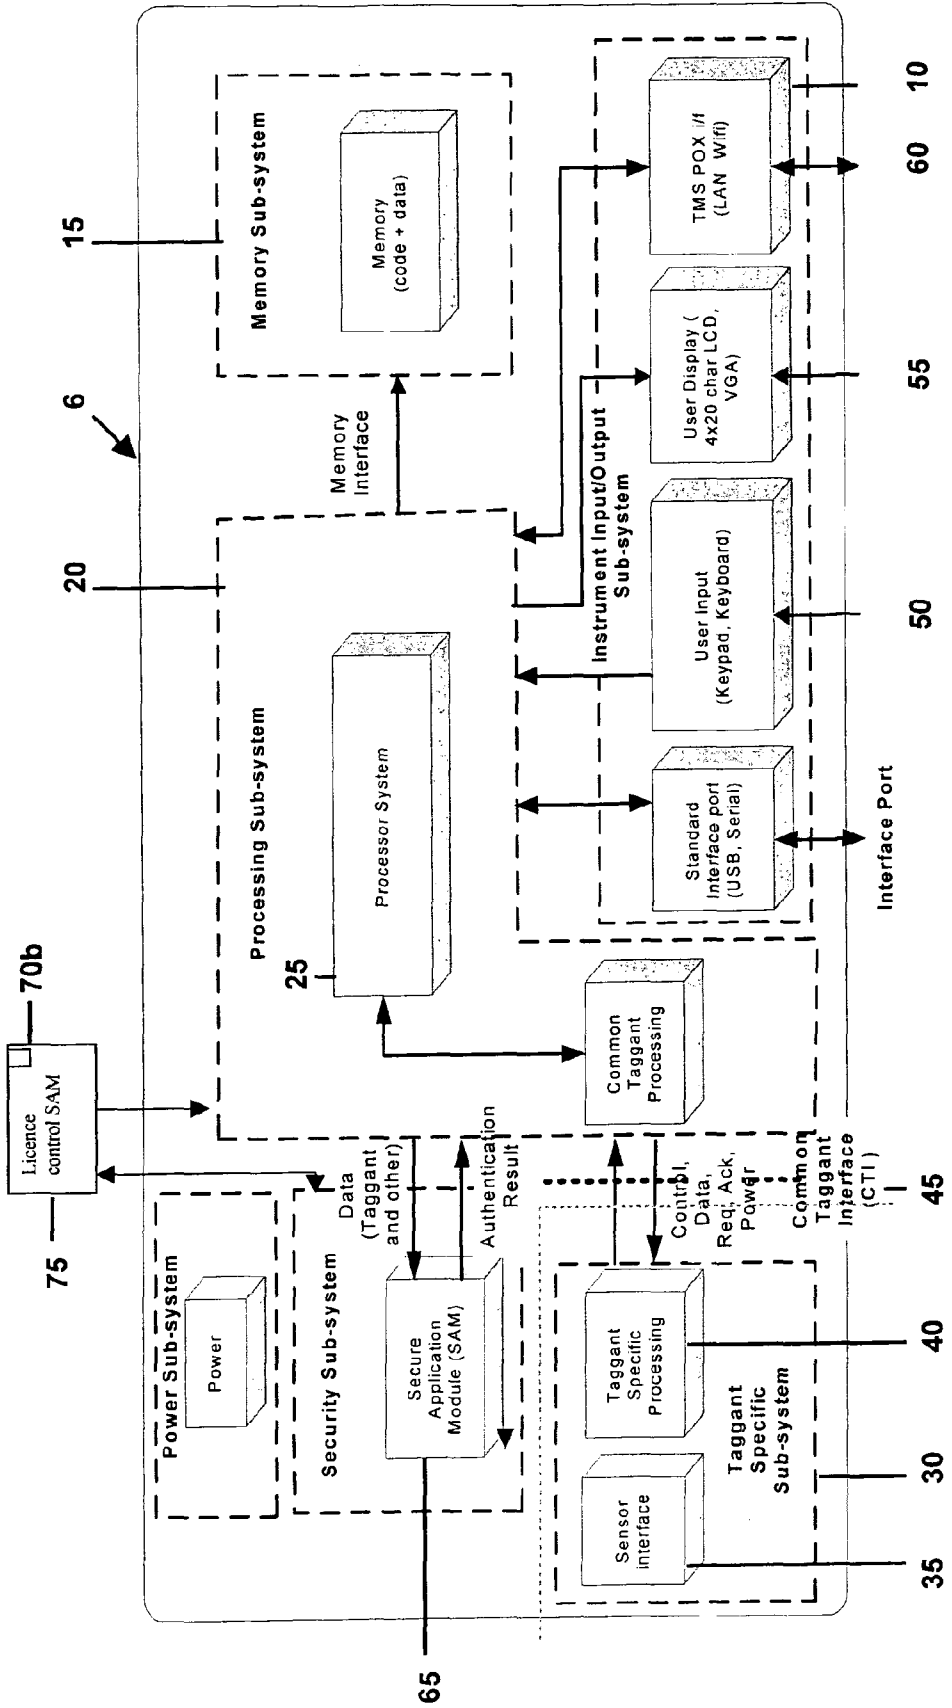 6
15
20
70b
75
Licence
control SAM
Power Sub-system
Power
Security Sub-system
Secure
Application
Module (SAM)
65
Data
(Taggant
and other)
Authentication
Result
Processing Sub-system
25
Processor System
Common
Taggant
Processing
Memory
Interface
Memory Sub-system
Memory
(code + data)
Control,
Data,
Req, Ack,
Power
Common
Taggant
Interface
(CTI)
45
Sensor
interface
Taggant
Specific
Processing
Taggant
Specific
Sub-system
35
30
40
Instrument Input/Output
Sub-system
Standard
Interface port
(USB, Serial)
User Input
(Keypad, Keyboard)
User Display (
4x20 char LCD,
VGA)
TMS POX i/f
(LAN Wifi)
Interface Port
50
55
60
10